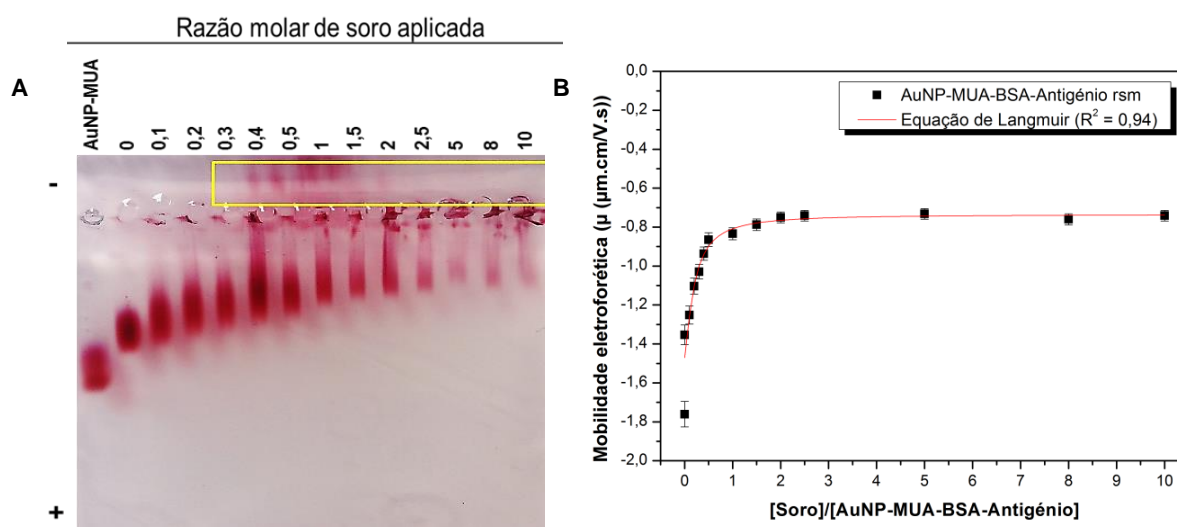 Razão molar de soro aplicada
A
AuNP-MUA
0
0,1
0,2
0,3
0,4
0,5
1
1,5
2
2,5
5
8
10
-
+
B
0,0
-0,2
-0,4
-0,6
-0,8
-1,0
-1,2
-1,4
-1,6
-1,8
-2,0
Mobilidade eletroforética (µ (µm.cm/V.s))
AuNP-MUA-BSA-Antigénio rsm
Equação de Langmuir (R² = 0,94)
0 1 2 3 4 5 6 7 8 9 10
[Soro]/[AuNP-MUA-BSA-Antigénio]